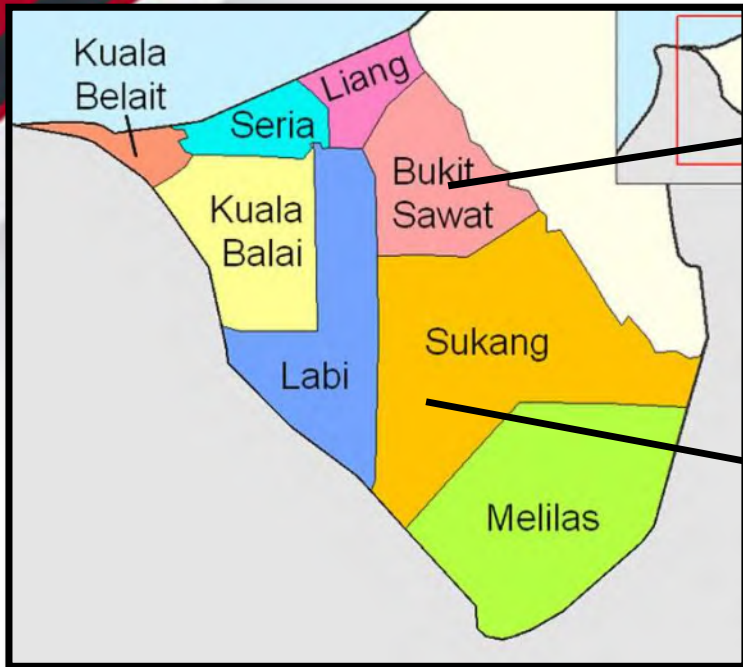 Kuala
Belait
Seria
Liang
Kuala
Balai
Bukit
Sawat
Labi
Sukang
Melilas